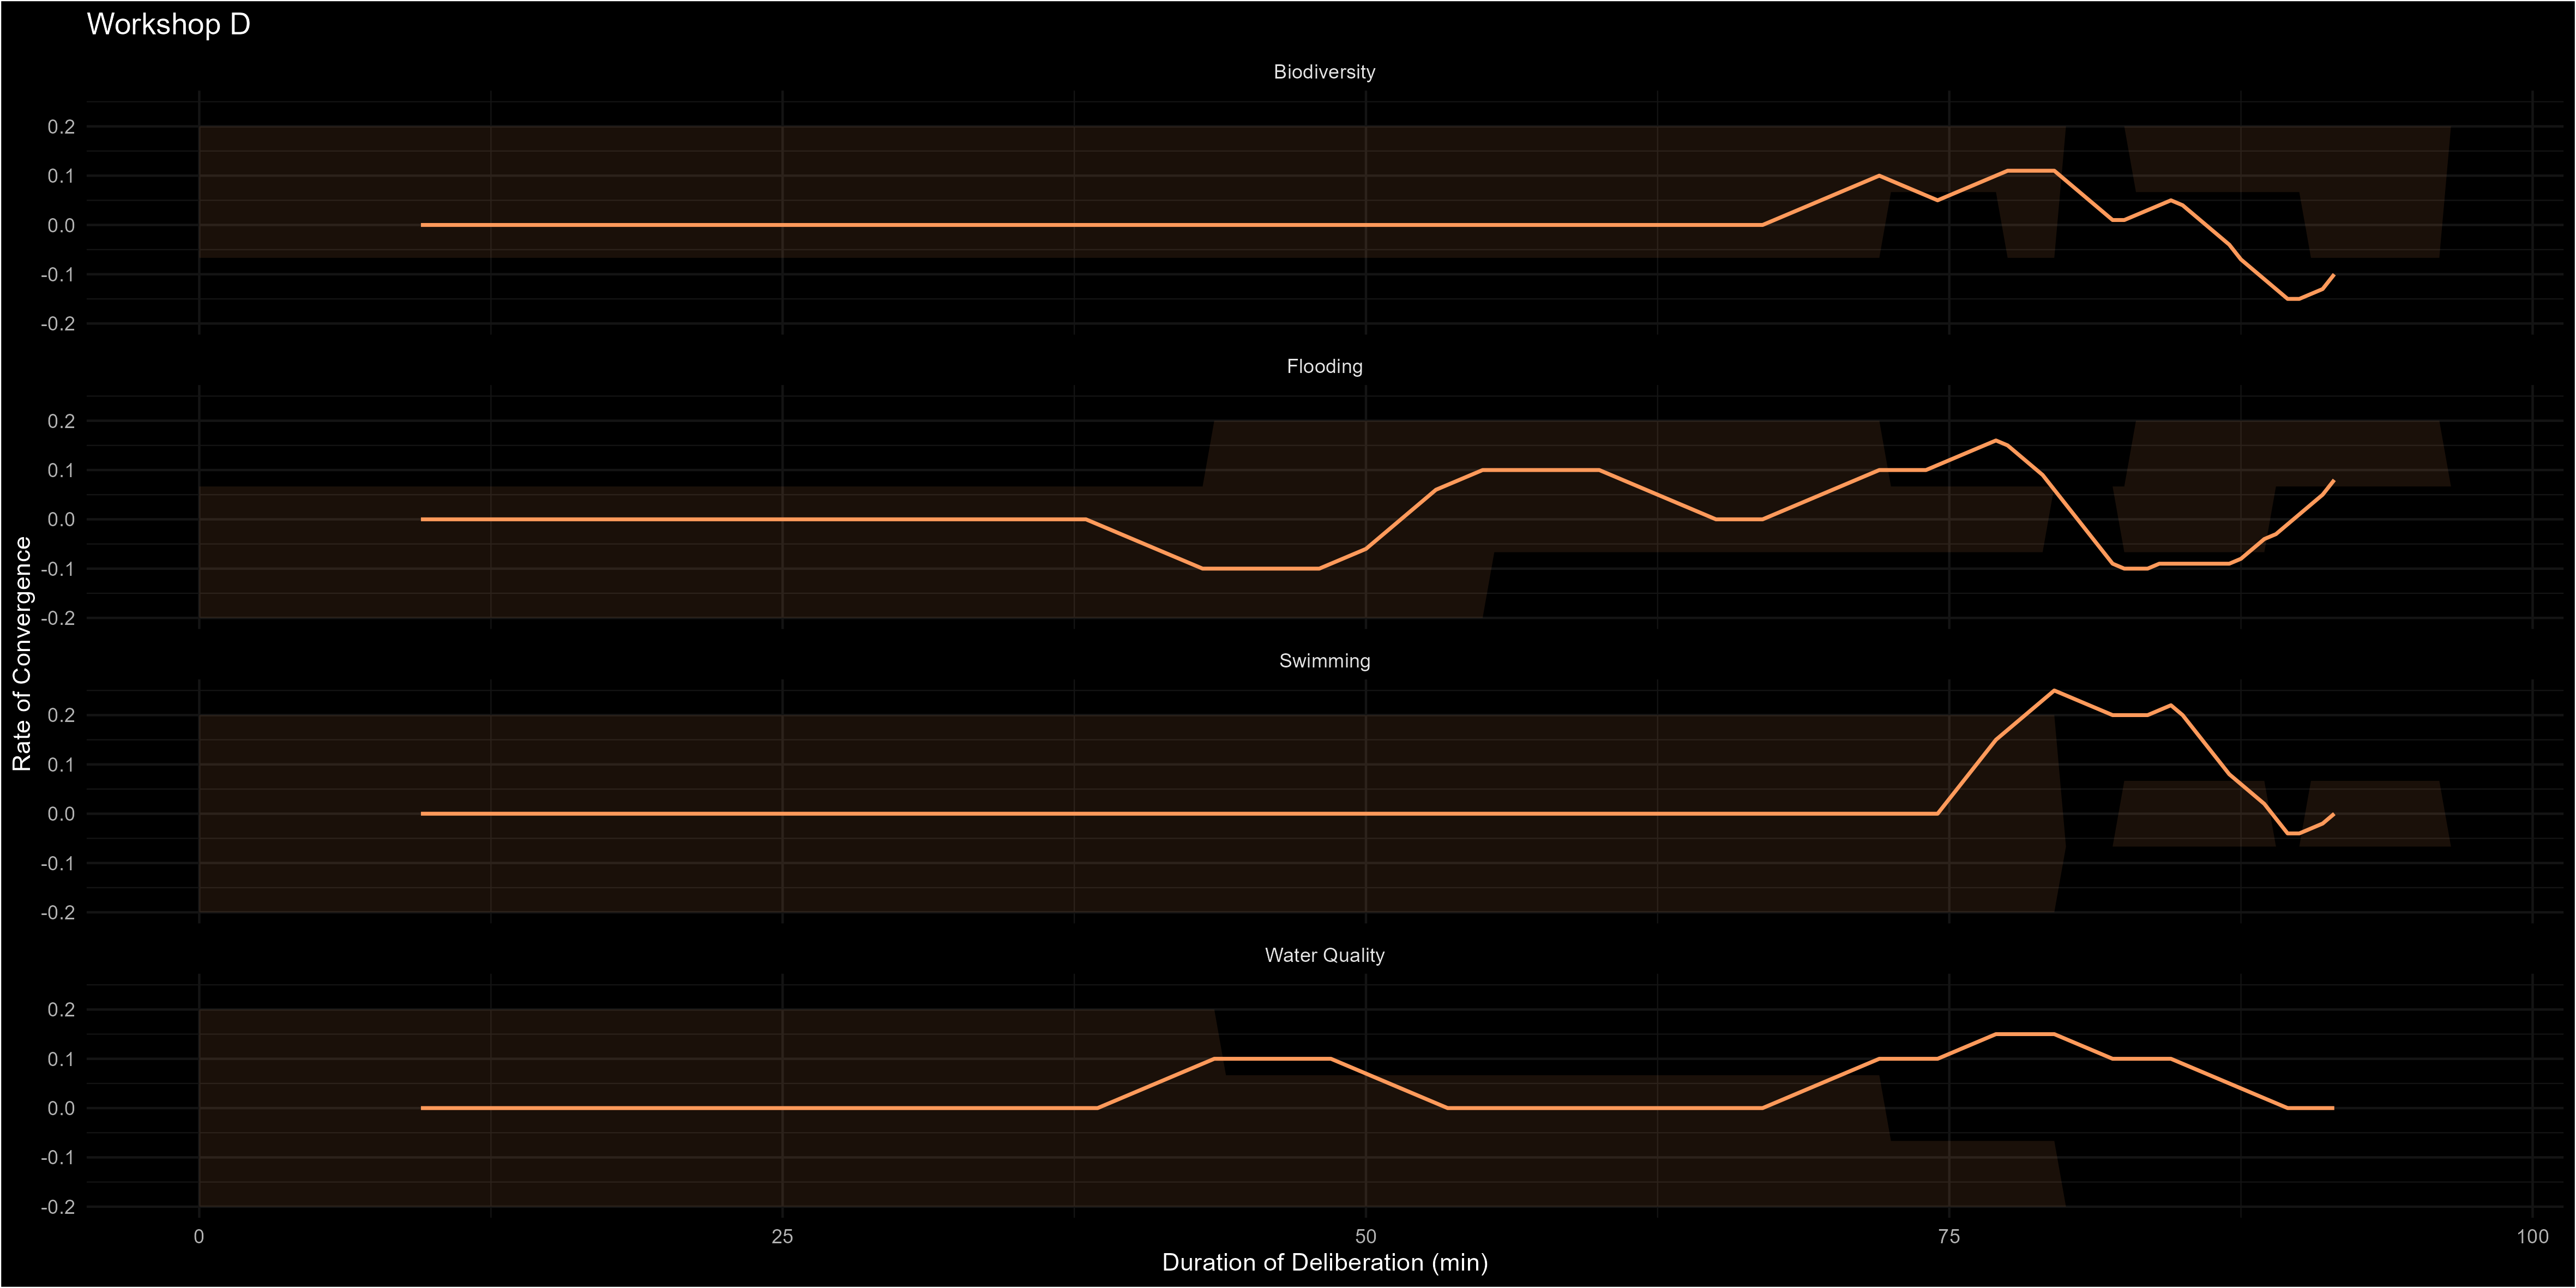 Workshop D
Biodiversity
0.2
0.1
0.0
-0.1
-0.2
Flooding
0.2
0.1
0.0
-0.1
-0.2
Swimming
0.2
0.1
0.0
-0.1
-0.2
Water Quality
0.2
0.1
0.0
-0.1
-0.2
Rate of Convergence
0 25 50 75 100
Duration of Deliberation (min)